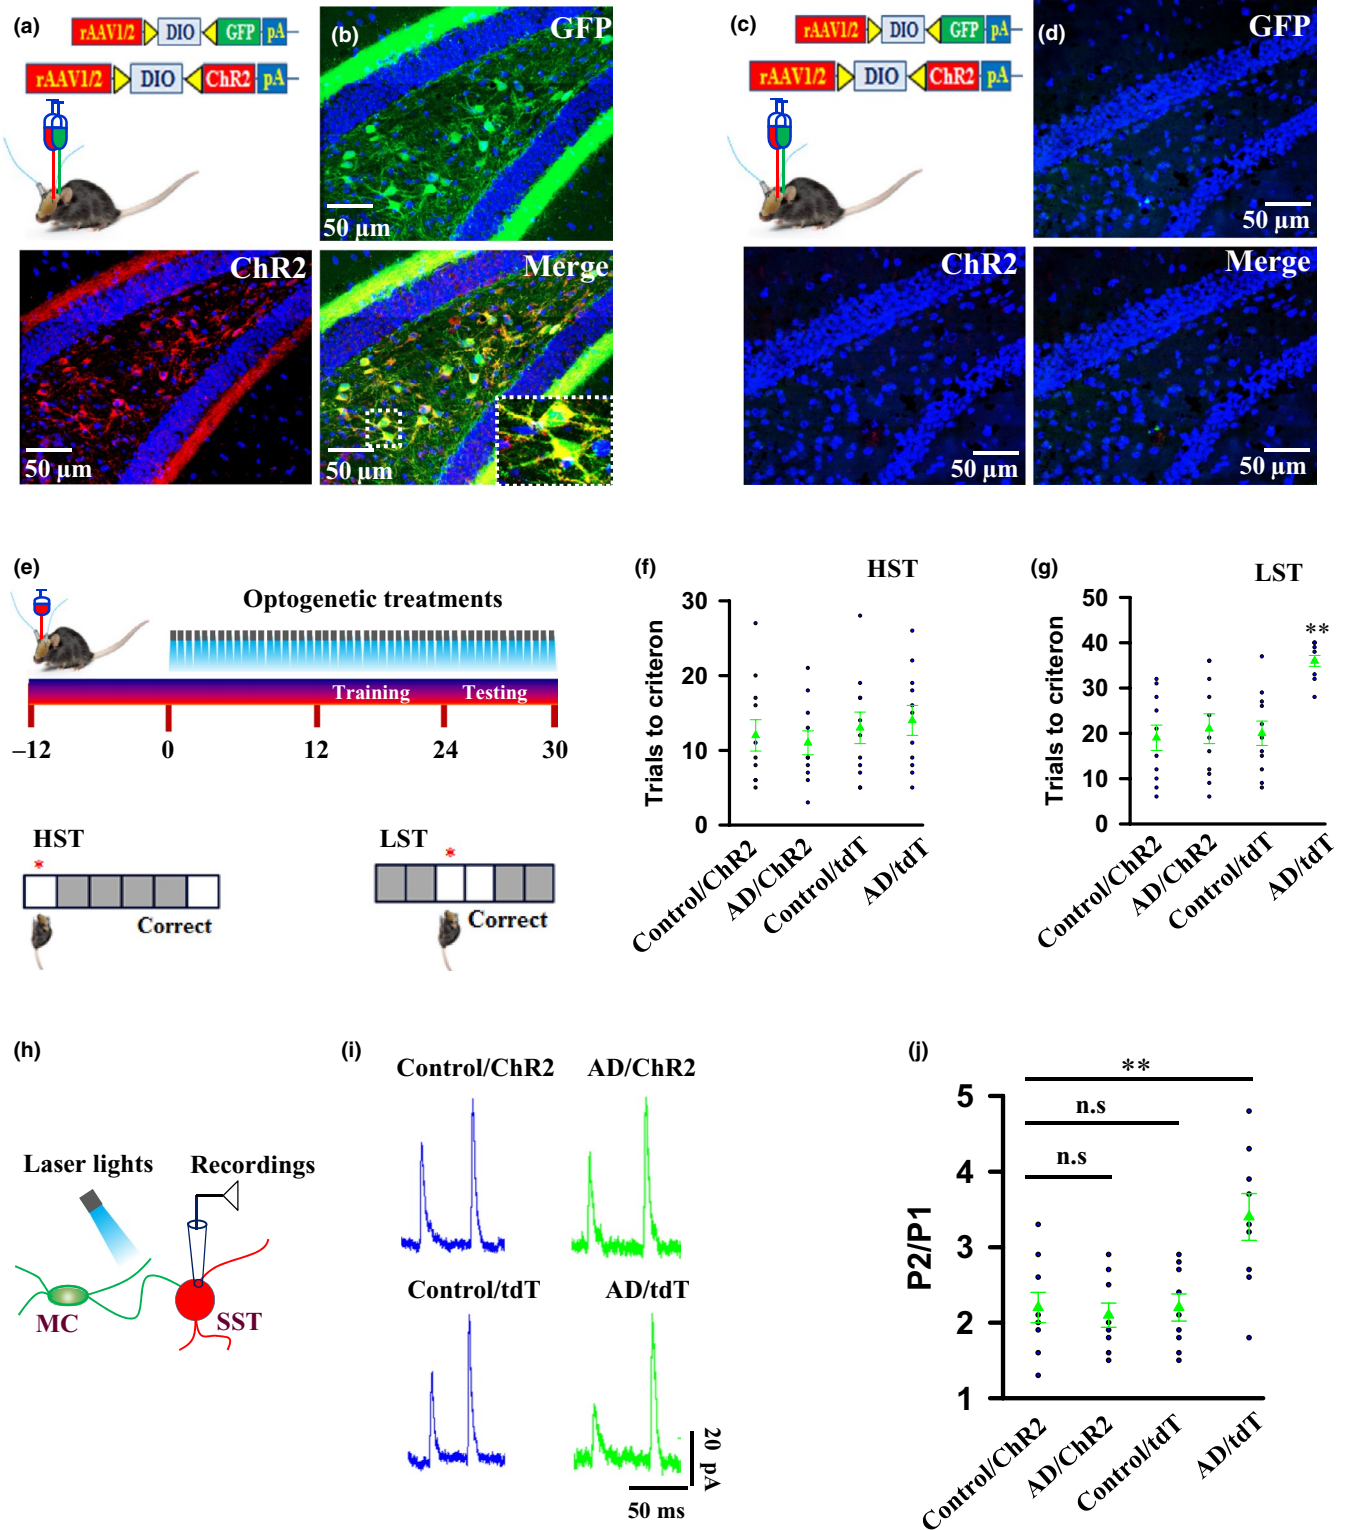 (a)
rAAV1/2 DIO GFP pA
rAAV1/2 DIO ChR2 pA
(b)
GFP
50 µm
ChR2
50 µm
Merge
50 µm
(c)
rAAV1/2 DIO GFP pA
rAAV1/2 DIO ChR2 pA
(d)
GFP
50 µm
ChR2
50 µm
Merge
50 µm
(e)
Optogenetic treatments
Training Testing
–12 0 12 24 30
HST
*
Correct
LST
*
Correct
(f)
HST
Trials to criteron
30
20
10
0
Control/ChR2
AD/ChR2
Control/tdT
AD/tdT
(g)
LST
Trials to criteron
50
40
30
20
10
0
**
Control/ChR2
AD/ChR2
Control/tdT
AD/tdT
(h)
Laser lights
Recordings
MC
SST
(i)
Control/ChR2
AD/ChR2
Control/tdT
AD/tdT
20 pA
50 ms
(j)
**
n.s
n.s
P2/P1
5
4
3
2
1
Control/ChR2
AD/ChR2
Control/tdT
AD/tdT